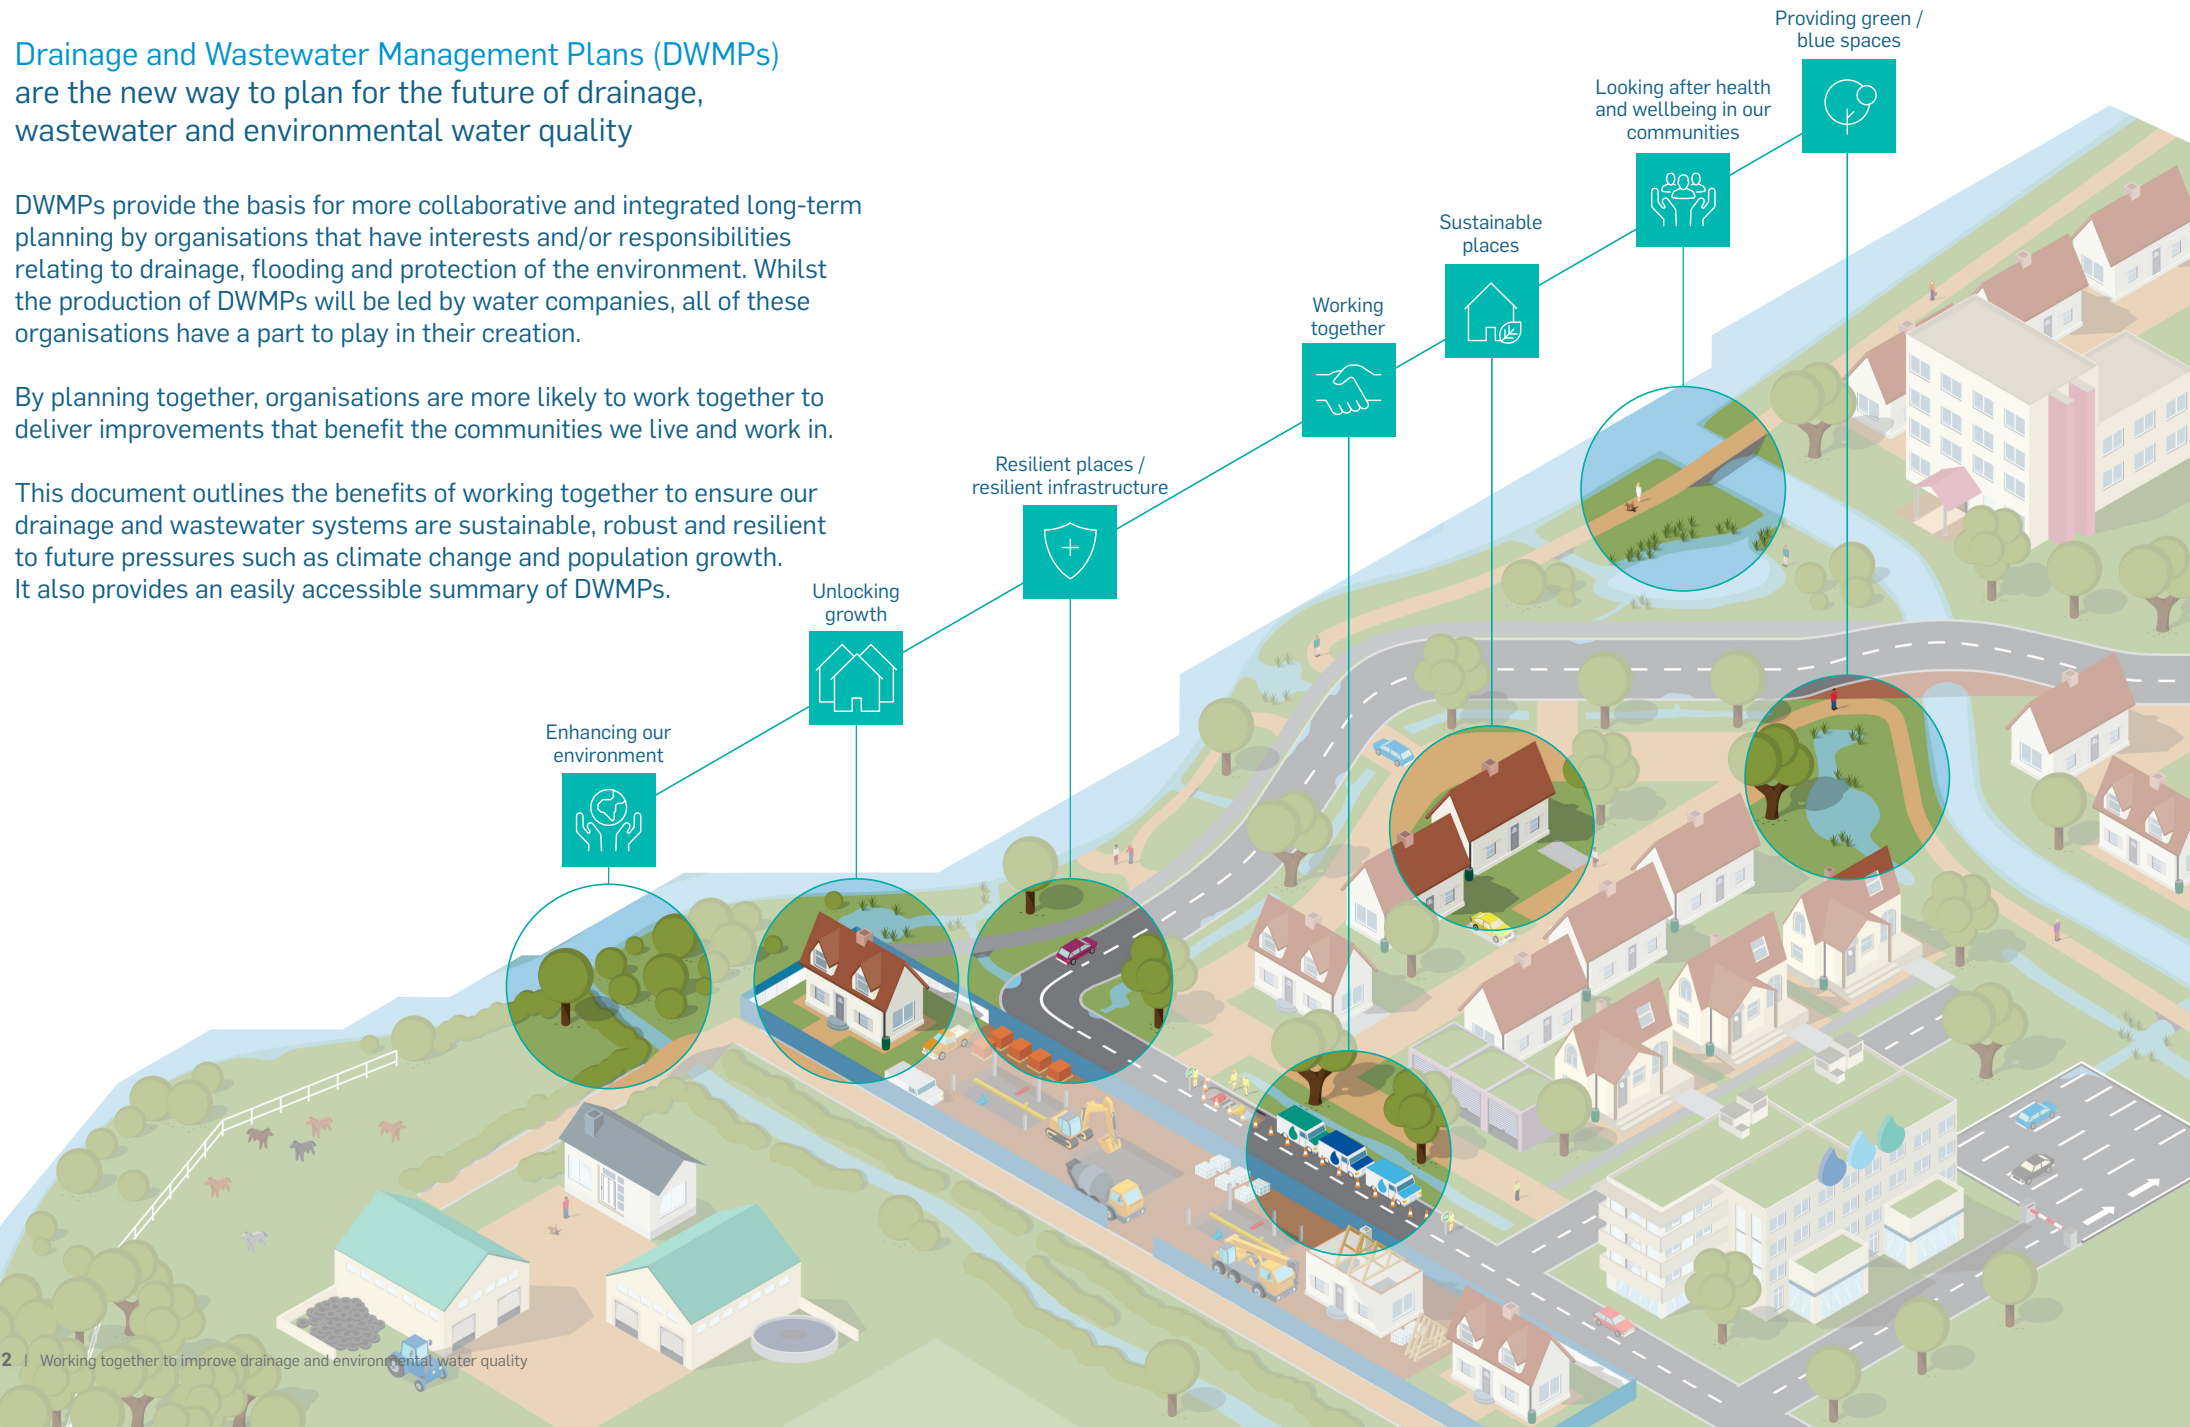 Drainage and Wastewater Management Plans (DWMPs)
are the new way to plan for the future of drainage,
wastewater and environmental water quality
DWMPs provide the basis for more collaborative and integrated long-term
planning by organisations that have interests and/or responsibilities
relating to drainage, flooding and protection of the environment. Whilst
the production of DWMPs will be led by water companies, all of these
organisations have a part to play in their creation.
By planning together, organisations are more likely to work together to
deliver improvements that benefit the communities we live and work in.
This document outlines the benefits of working together to ensure our
drainage and wastewater systems are sustainable, robust and resilient
to future pressures such as climate change and population growth.
It also provides an easily accessible summary of DWMPs.
Enhancing our
environment
Unlocking
growth
Resilient places /
resilient infrastructure
Working
together
Sustainable
places
Looking after health
and wellbeing in our
communities
Providing green /
blue spaces
2 | Working together to improve drainage and environmental water quality